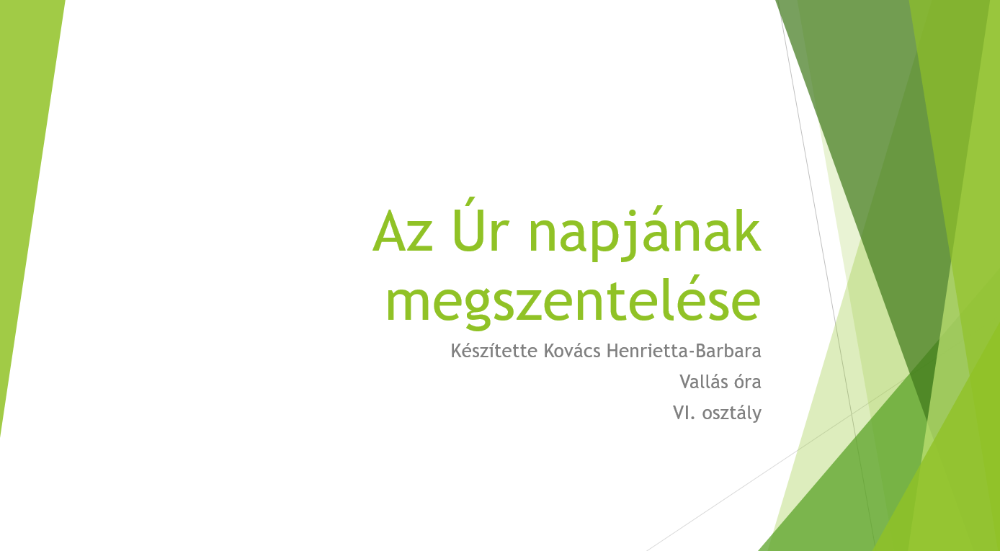 Az Úr napjának
megszentelése
Készítette Kovács Henrietta-Barbara
Vallás óra
VI. osztály